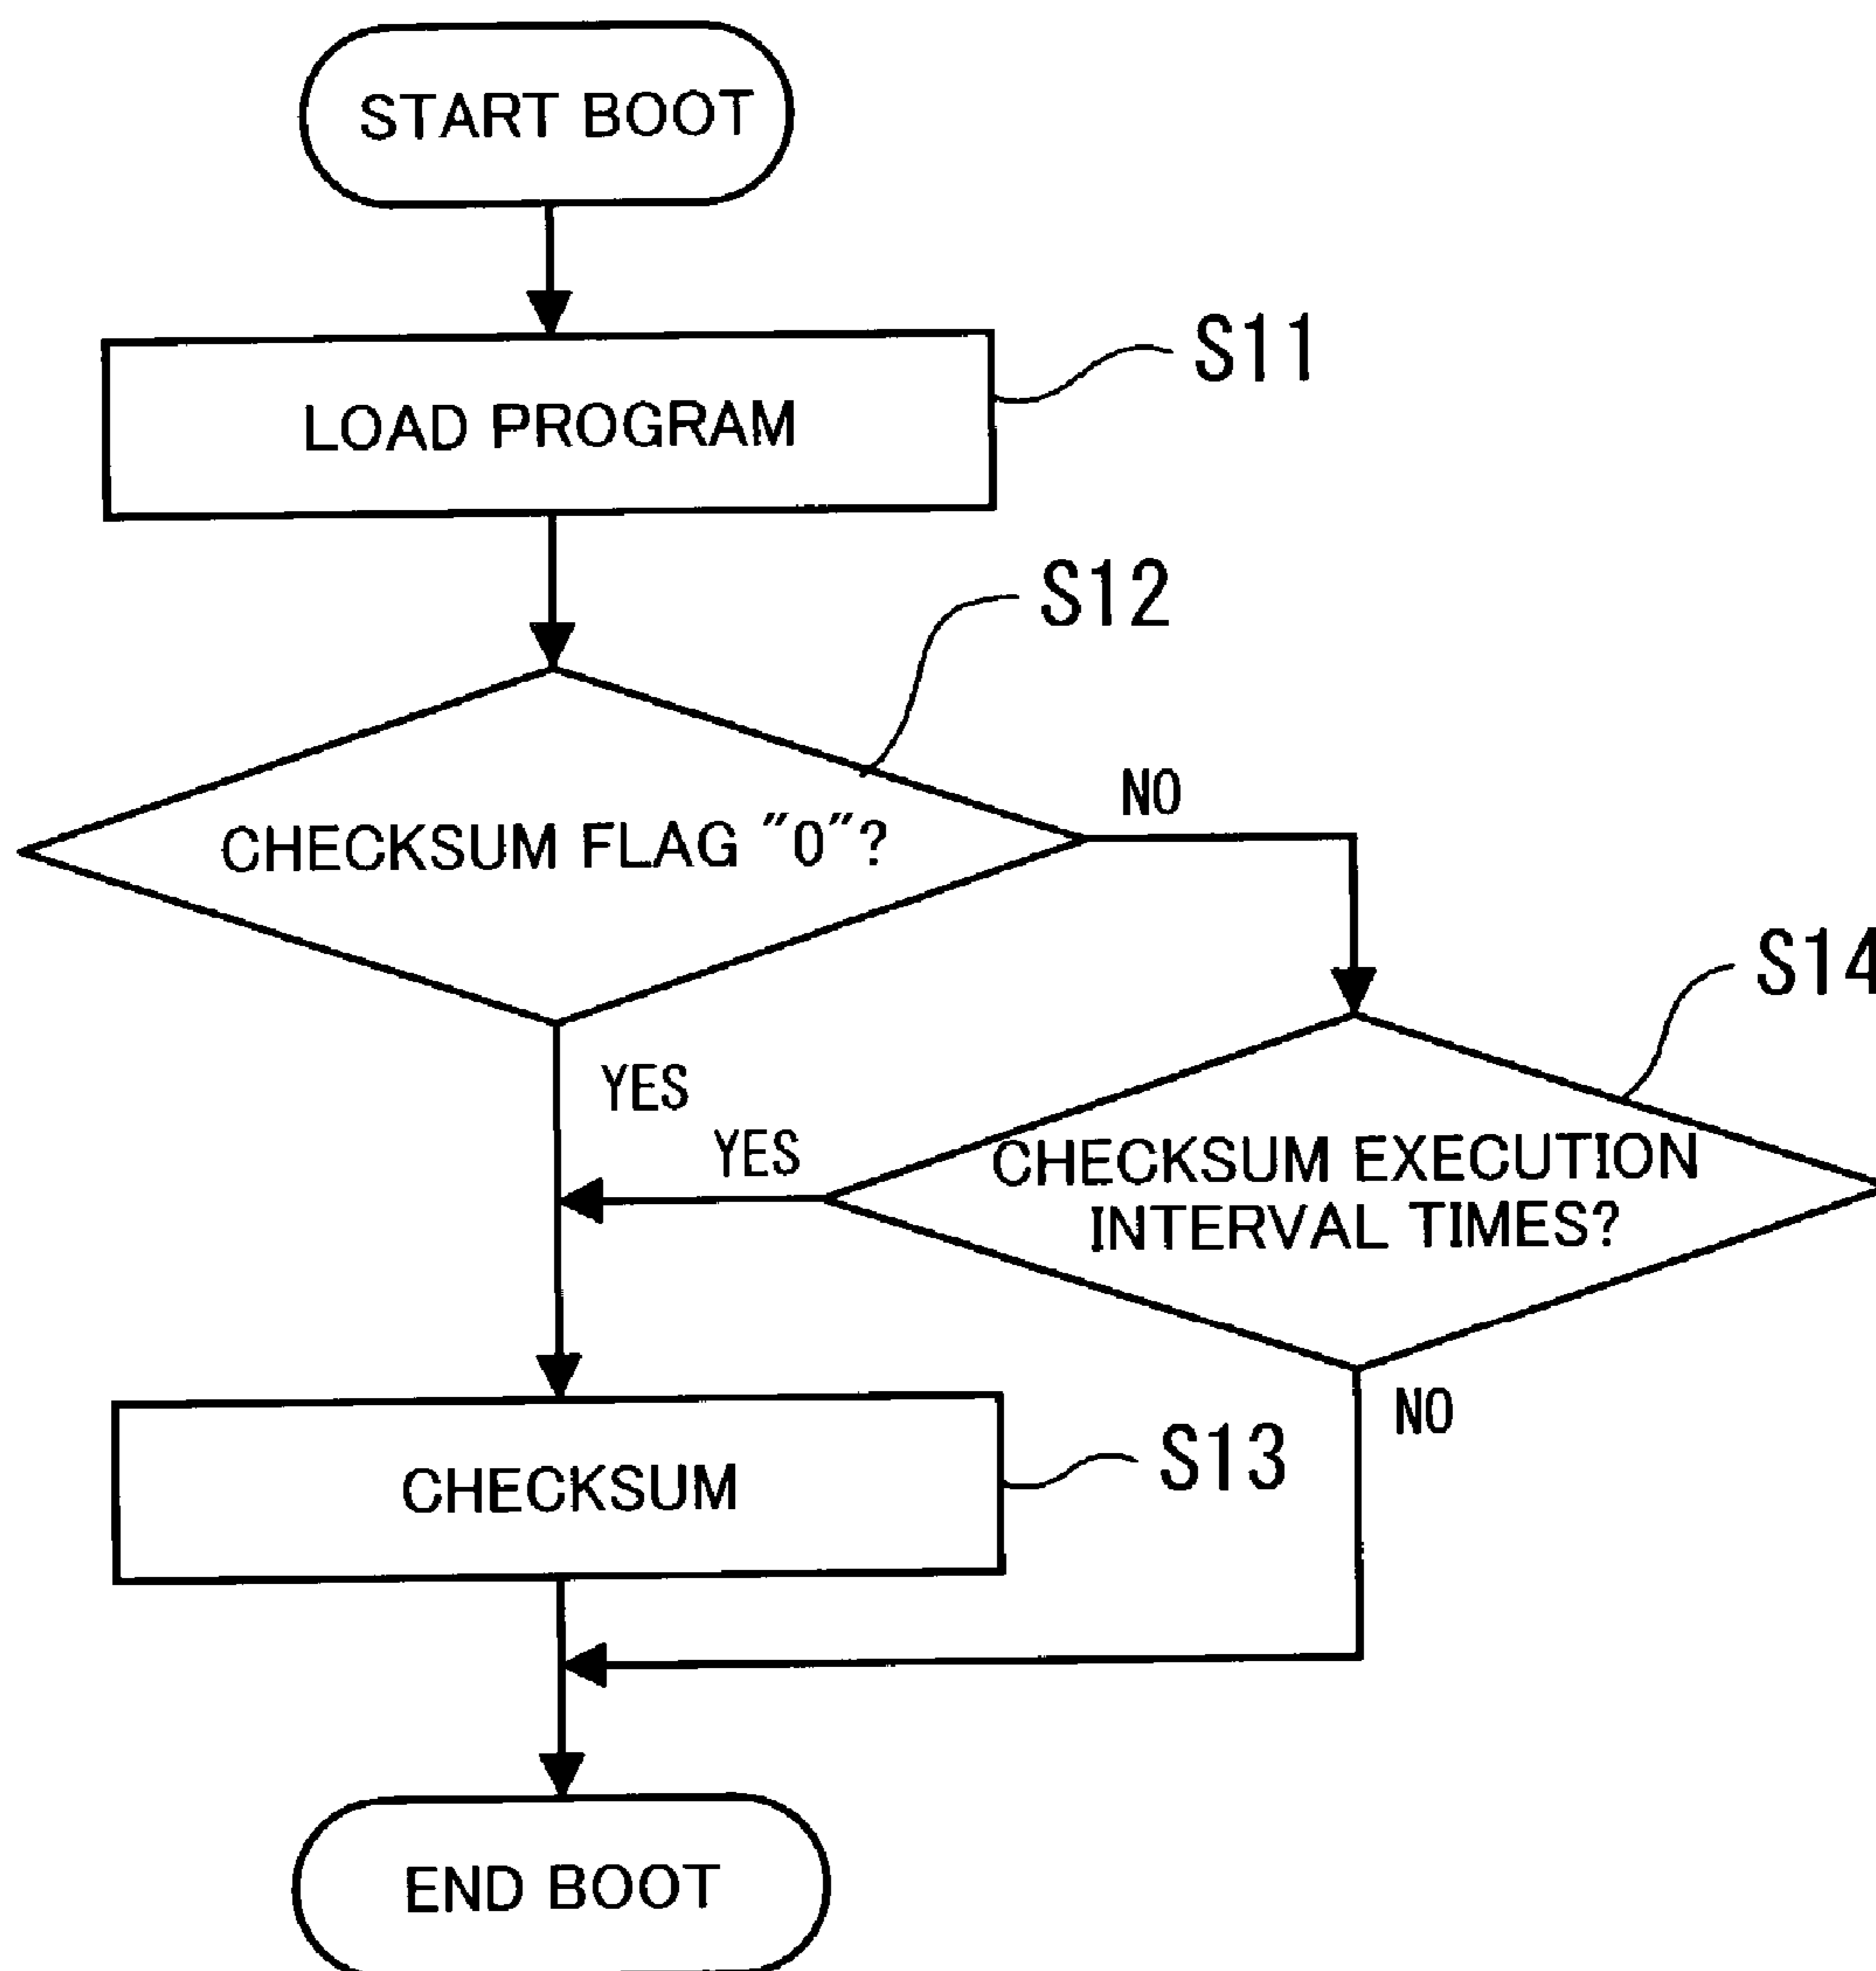 START BOOT
S11
LOAD PROGRAM
S12
NO
CHECKSUM FLAG "0"?
S14
YES
YES
CHECKSUM EXECUTION
INTERVAL TIMES?
NO
CHECKSUM
S13
END BOOT